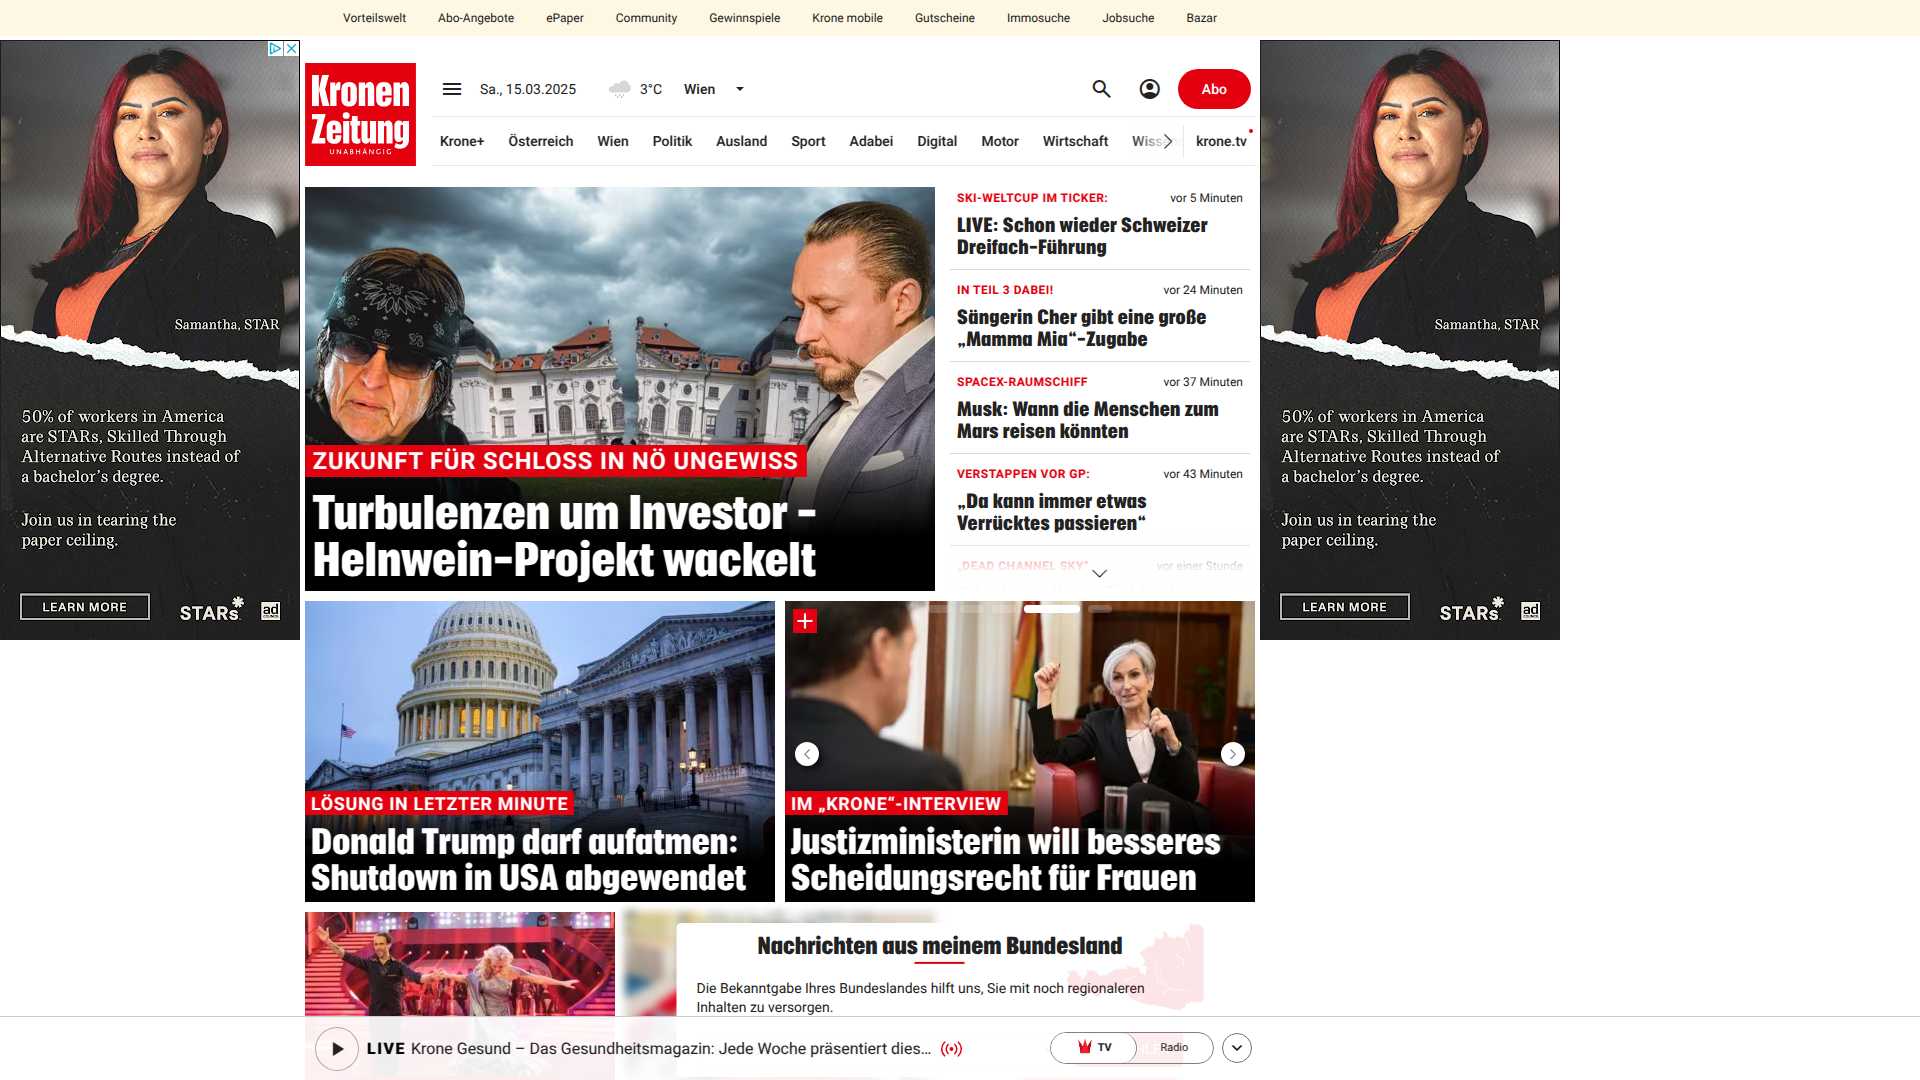 Vorteilswelt Abo-Angebote ePaper Community Gewinnspiele Krone mobile Gutscheine Immosuche Jobsuche Bazar
Kronen
Zeitung
UNABHÄNGIG
Sa., 15.03.2025 3°C Wien
Abo
Krone+ Österreich Wien Politik Ausland Sport Adabei Digital Motor Wirtschaft krone.tv
Samantha, STAR
50% of workers in America
are STARs, Skilled Through
Alternative Routes instead of
a bachelor's degree.
Join us in tearing the
paper ceiling.
LEARN MORE
STARs
ad
ZUKUNFT FÜR SCHLOSS IN NÖ UNGEWISS
Turbulenzen um Investor –
Helnwein-Projekt wackelt
SKI-WELTCUP IM TICKER: vor 5 Minuten
LIVE: Schon wieder Schweizer
Dreifach-Führung
IN TEIL 3 DABEI! vor 24 Minuten
Sängerin Cher gibt eine große
„Mamma Mia“-Zugabe
SPACEX-RAUMSCHIFF vor 37 Minuten
Musk: Wann die Menschen zum
Mars reisen könnten
VERSTAPPEN VOR GP: vor 43 Minuten
„Da kann immer etwas
Verrücktes passieren“
„DEAD CHANNEL SKY“ vor einer Stunde
Samantha, STAR
50% of workers in America
are STARs, Skilled Through
Alternative Routes instead of
a bachelor's degree.
Join us in tearing the
paper ceiling.
LEARN MORE
STARs
ad
LÖSUNG IN LETZTER MINUTE
Donald Trump darf aufatmen:
Shutdown in USA abgewendet
IM „KRONE“-INTERVIEW
Justizministerin will besseres
Scheidungsrecht für Frauen
Nachrichten aus meinem Bundesland
Die Bekanntgabe Ihres Bundeslandes hilft uns, Sie mit noch regionaleren
Inhalten zu versorgen.
LIVE Krone Gesund – Das Gesundheitsmagazin: Jede Woche präsentiert dies...
TV Radio